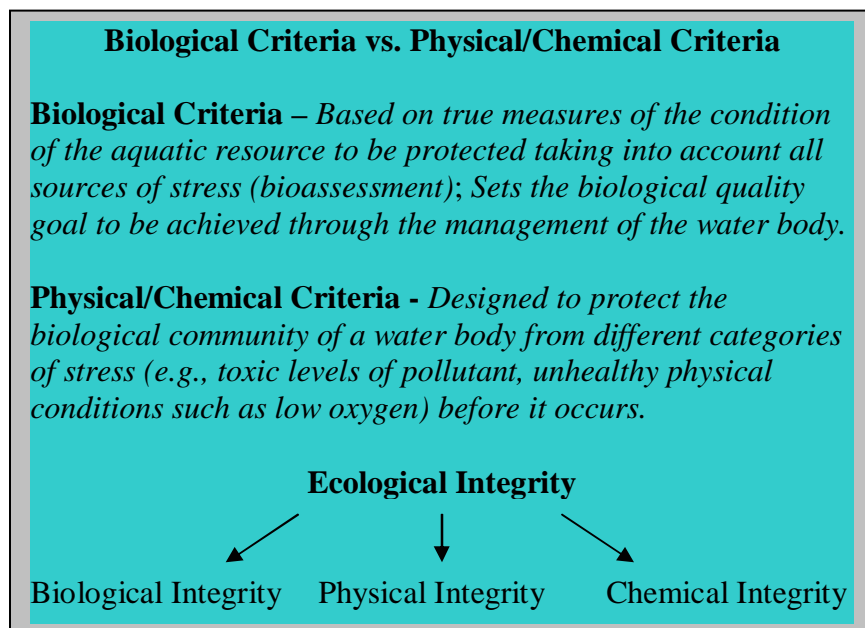 Biological Criteria vs. Physical/Chemical Criteria
Biological Criteria – Based on true measures of the condition
of the aquatic resource to be protected taking into account all
sources of stress (bioassessment); Sets the biological quality
goal to be achieved through the management of the water body.
Physical/Chemical Criteria - Designed to protect the
biological community of a water body from different categories
of stress (e.g., toxic levels of pollutant, unhealthy physical
conditions such as low oxygen) before it occurs.
Ecological Integrity
Biological Integrity Physical Integrity Chemical Integrity